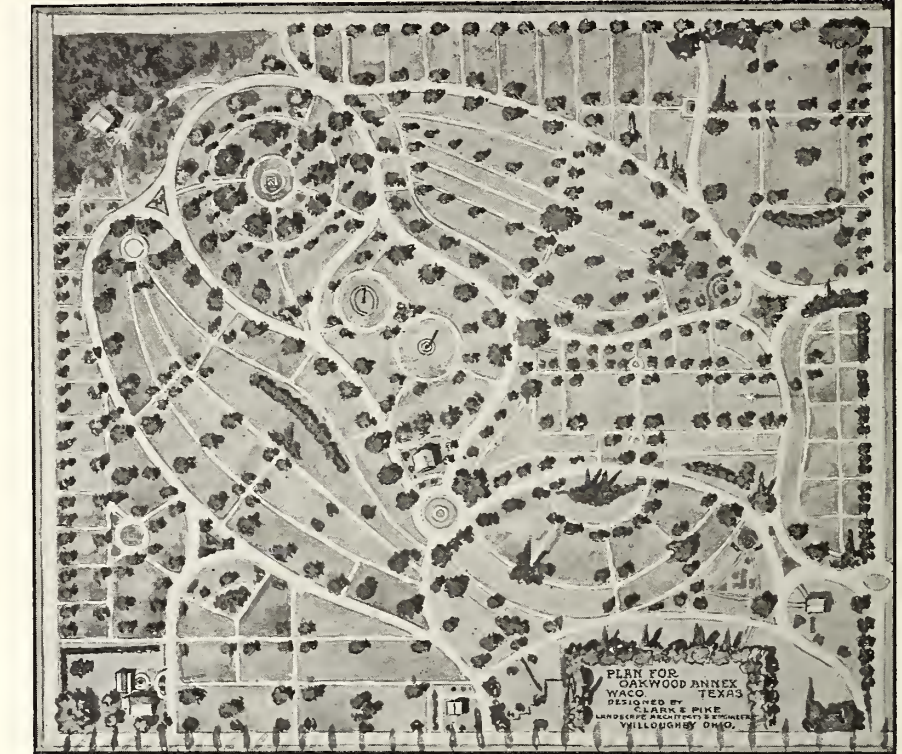 PLAN FOR
OAKWOOD ANNEX
WACO. TEXAS
DESIGNED BY
CLARK & PIKE
LANDSCAPE ARCHITECTS & ENGINEERS
WILLOUGHBY OHIO.